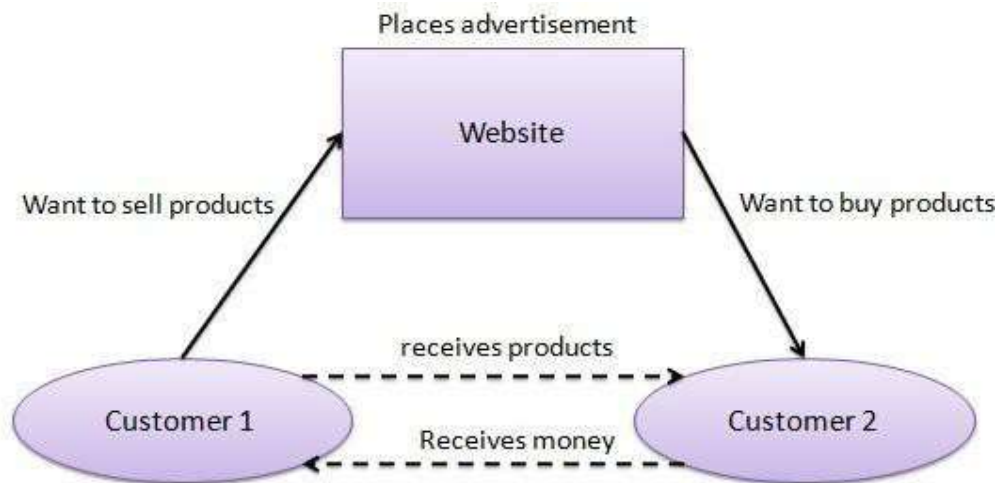 Places advertisement
Website
Want to sell products
Want to buy products
receives products
Customer 1
Customer 2
Receives money